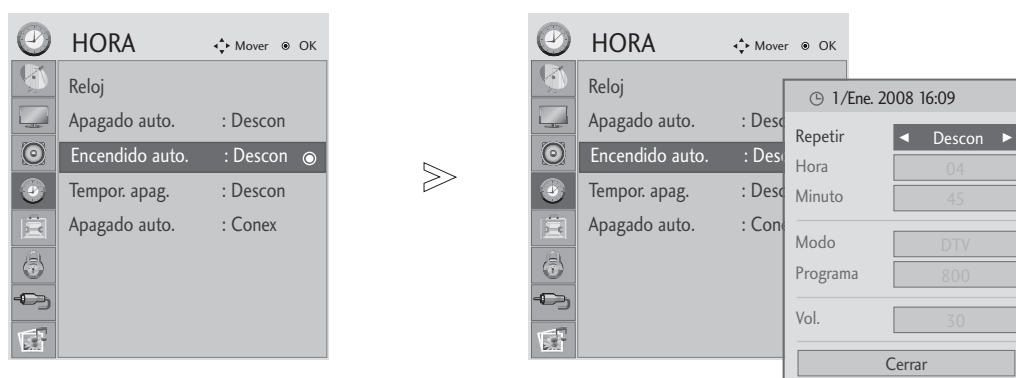 HORA Mover OK
Reloj
Apagado auto. : Descon
Encendido auto. : Descon
Tempor. apag. : Descon
Apagado auto. : Conex
HORA Mover OK
Reloj
Apagado auto. : Desc
Encendido auto. : Des
Tempor. apag. : Desc
Apagado auto. : Con
1/Ene. 2008 16:09
Repetir ◄ Descon ►
Hora 04
Minuto 45
Modo DTV
Programa 800
Vol. 30
Cerrar